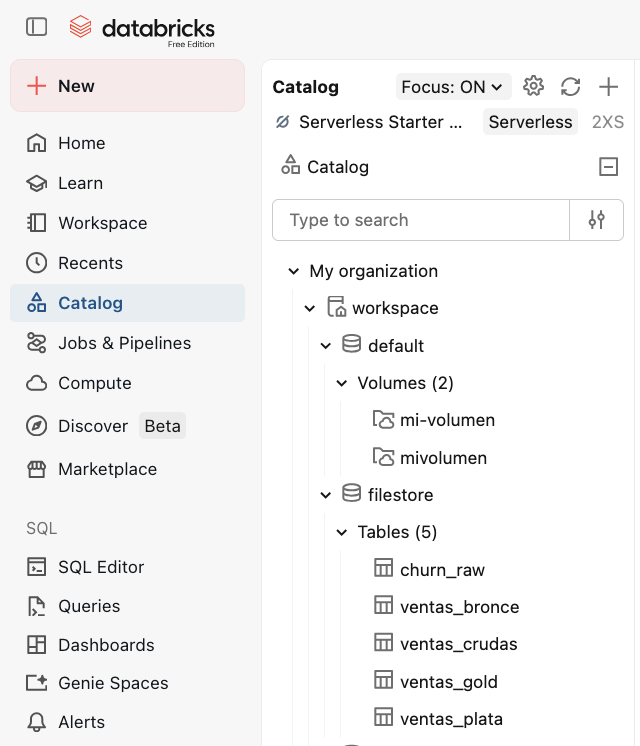 databricks
Free Edition
New
Home
Learn
Workspace
Recents
Catalog
Jobs & Pipelines
Compute
Discover Beta
Marketplace
SQL
SQL Editor
Queries
Dashboards
Genie Spaces
Alerts
Catalog Focus: ON
Serverless Starter ... Serverless 2XS
Catalog
Type to search
My organization
workspace
default
Volumes (2)
mi-volumen
mivolumen
filestore
Tables (5)
churn_raw
ventas_bronce
ventas_crudas
ventas_gold
ventas_plata